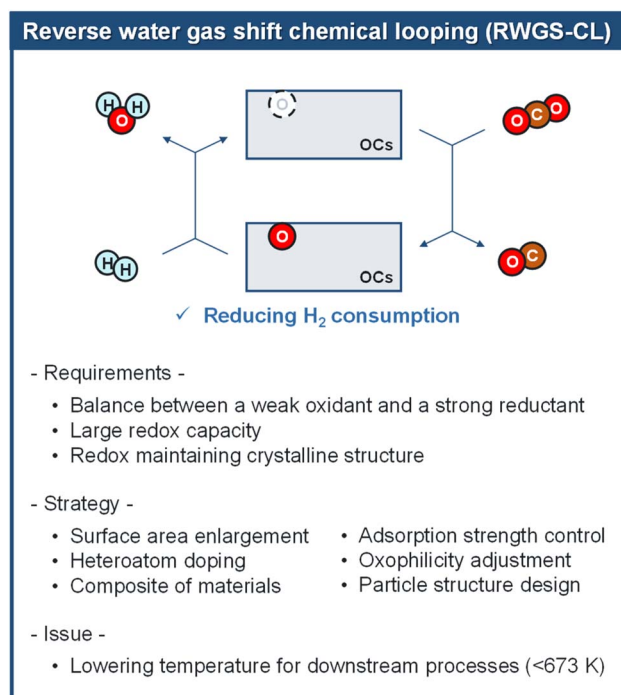 Reverse water gas shift chemical looping (RWGS-CL)
H H O
O
OCs
O C O
H H
O
OCs
O C
✓ Reducing H₂ consumption
- Requirements -
• Balance between a weak oxidant and a strong reductant
• Large redox capacity
• Redox maintaining crystalline structure
- Strategy -
• Surface area enlargement
• Heteroatom doping
• Composite of materials
• Adsorption strength control
• Oxophilicity adjustment
• Particle structure design
- Issue -
• Lowering temperature for downstream processes (<673 K)